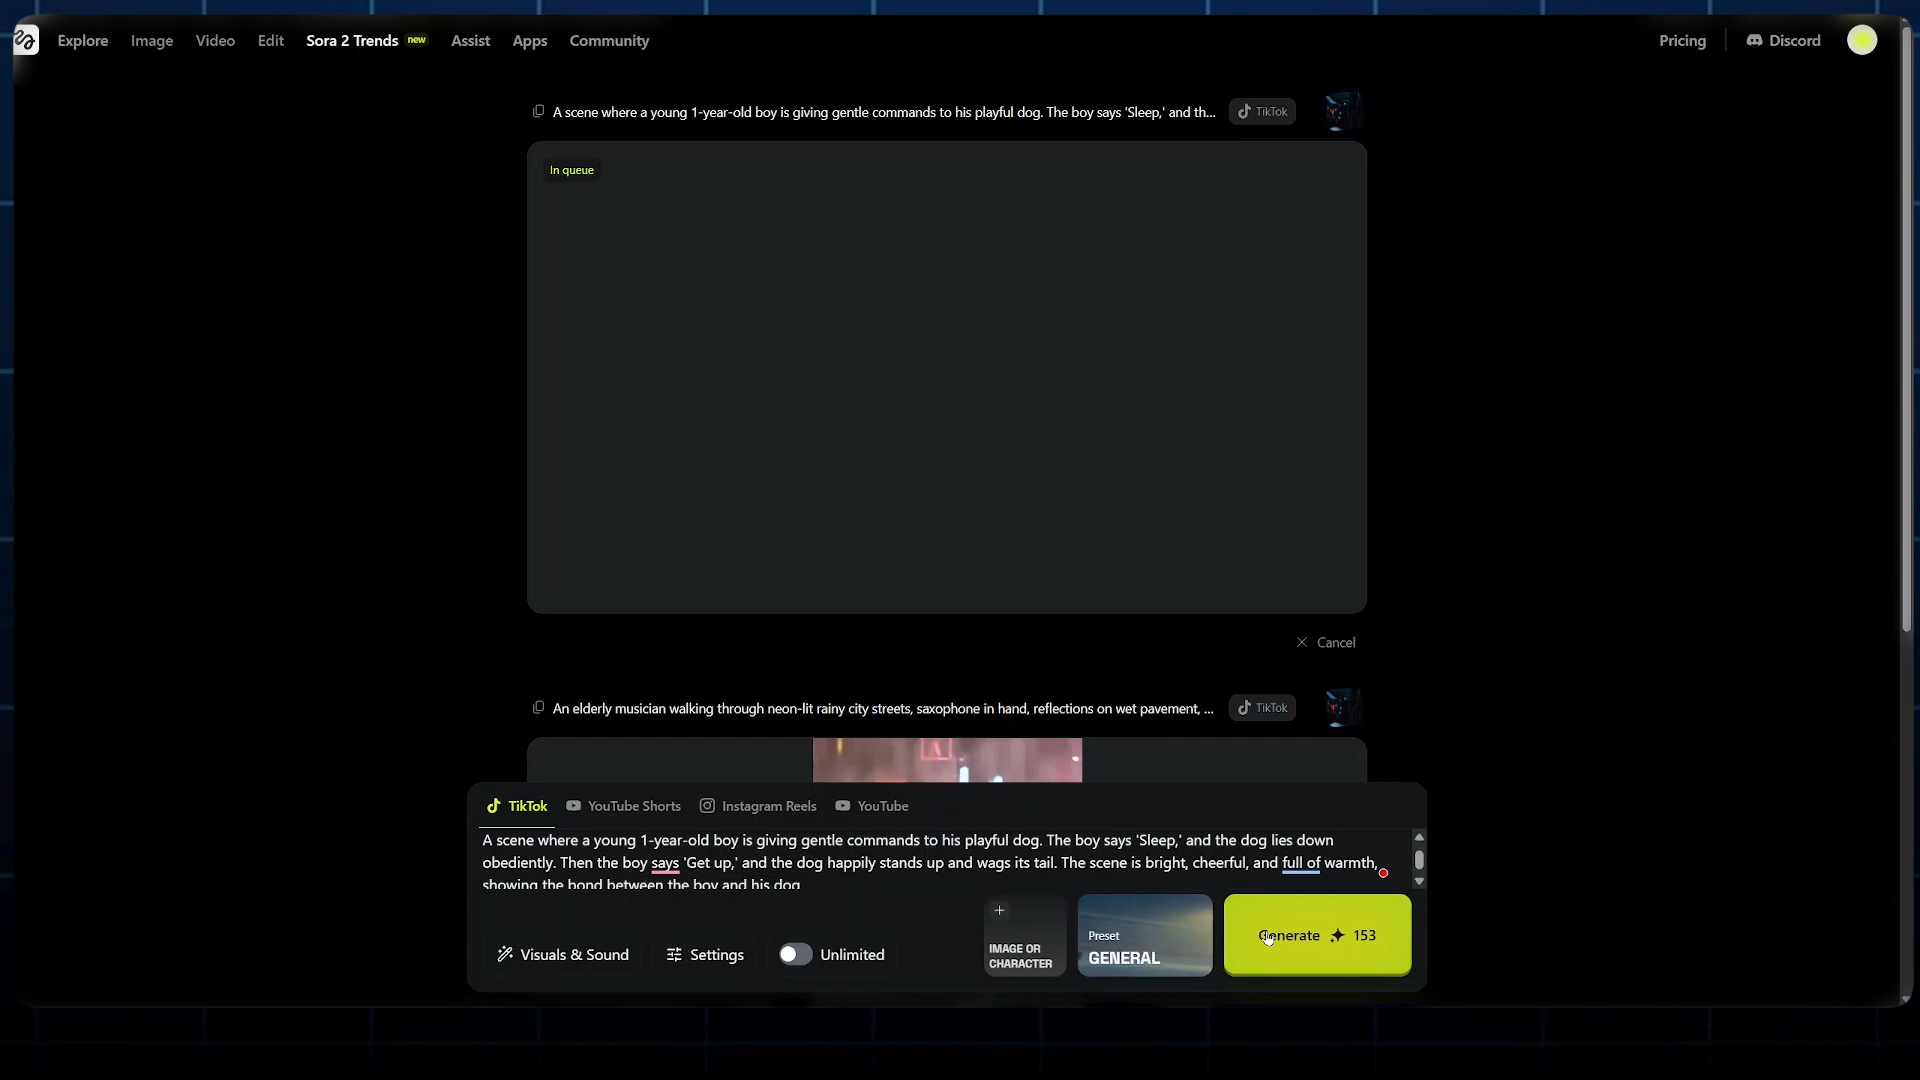 Explore Image Video Edit Sora 2 Trends new Assist Apps Community Pricing Discord
A scene where a young 1-year-old boy is giving gentle commands to his playful dog. The boy says 'Sleep,' and th... TikTok
In queue
Cancel
An elderly musician walking through neon-lit rainy city streets, saxophone in hand, reflections on wet pavement, ... TikTok
TikTok YouTube Shorts Instagram Reels YouTube
A scene where a young 1-year-old boy is giving gentle commands to his playful dog. The boy says 'Sleep,' and the dog lies down
obediently. Then the boy says 'Get up,' and the dog happily stands up and wags its tail. The scene is bright, cheerful, and full of warmth,
showing the bond between the boy and his dog
Visuals & Sound Settings Unlimited
IMAGE OR
CHARACTER
Preset
GENERAL
Generate 153